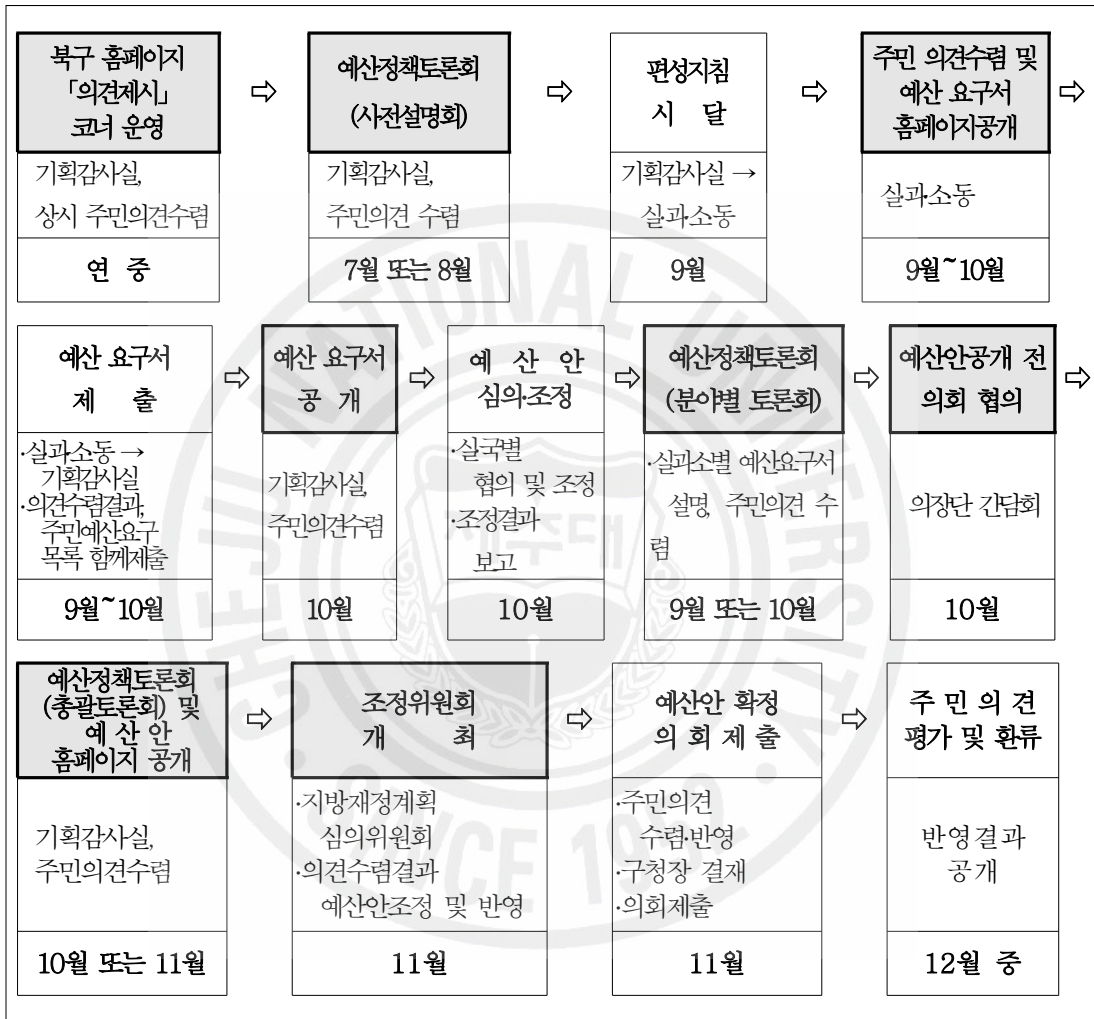 북구 홈페이지
「의견제시」
코너 운영
⇨
예산정책토론회
(사전설명회)
⇨
편성지침
시 달
⇨
주민 의견수렴 및
예산 요구서
홈페이지공개
⇨
기획감사실,
상시 주민의견수렴
기획감사실,
주민의견 수렴
기획감사실 →
실과소동
실과소동
연 중
7월 또는 8월
9월
9월~10월
예산 요구서
제 출
⇨
예산 요구서
공 개
⇨
예 산 안
심의·조정
⇨
예산정책토론회
(분야별 토론회)
⇨
예산안공개 전
의회 협의
⇨
·실과소동 →
기획감사실
·의견수렴결과,
주민예산요구
목록 함께제출
기획감사실,
주민의견수렴
·실국별
협의 및 조정
·조정결과
보고
·실과소별 예산요구서
설명, 주민의견 수
렴
의장단 간담회
9월~10월
10월
10월
9월 또는 10월
10월
예산정책토론회
(총괄토론회) 및
예 산 안
홈페이지 공개
⇨
조정위원회
개 최
⇨
예산안 확정
의 회 제 출
⇨
주 민 의 견
평가 및 환류
기획감사실,
주민의견수렴
·지방재정계획
심의위원회
·의견수렴결과
예산안조정 및 반영
·주민의견
수렴·반영
·구청장 결재
·의회제출
반영결과
공개
10월 또는 11월
11월
11월
12월 중
CHEJU NATIONAL UNIVERSITY
제주대
SINCE 1952